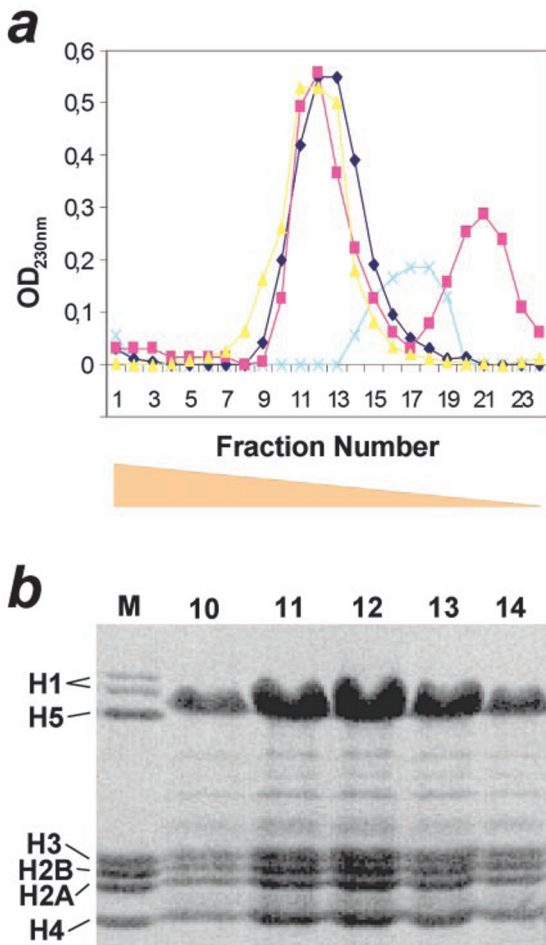 a
0,6
0,5
0,4
0,3
0,2
0,1
0
OD230nm
1 3 5 7 9 11 13 15 17 19 21 23
Fraction Number
b
M 10 11 12 13 14
H1
H5
H3
H2B
H2A
H4